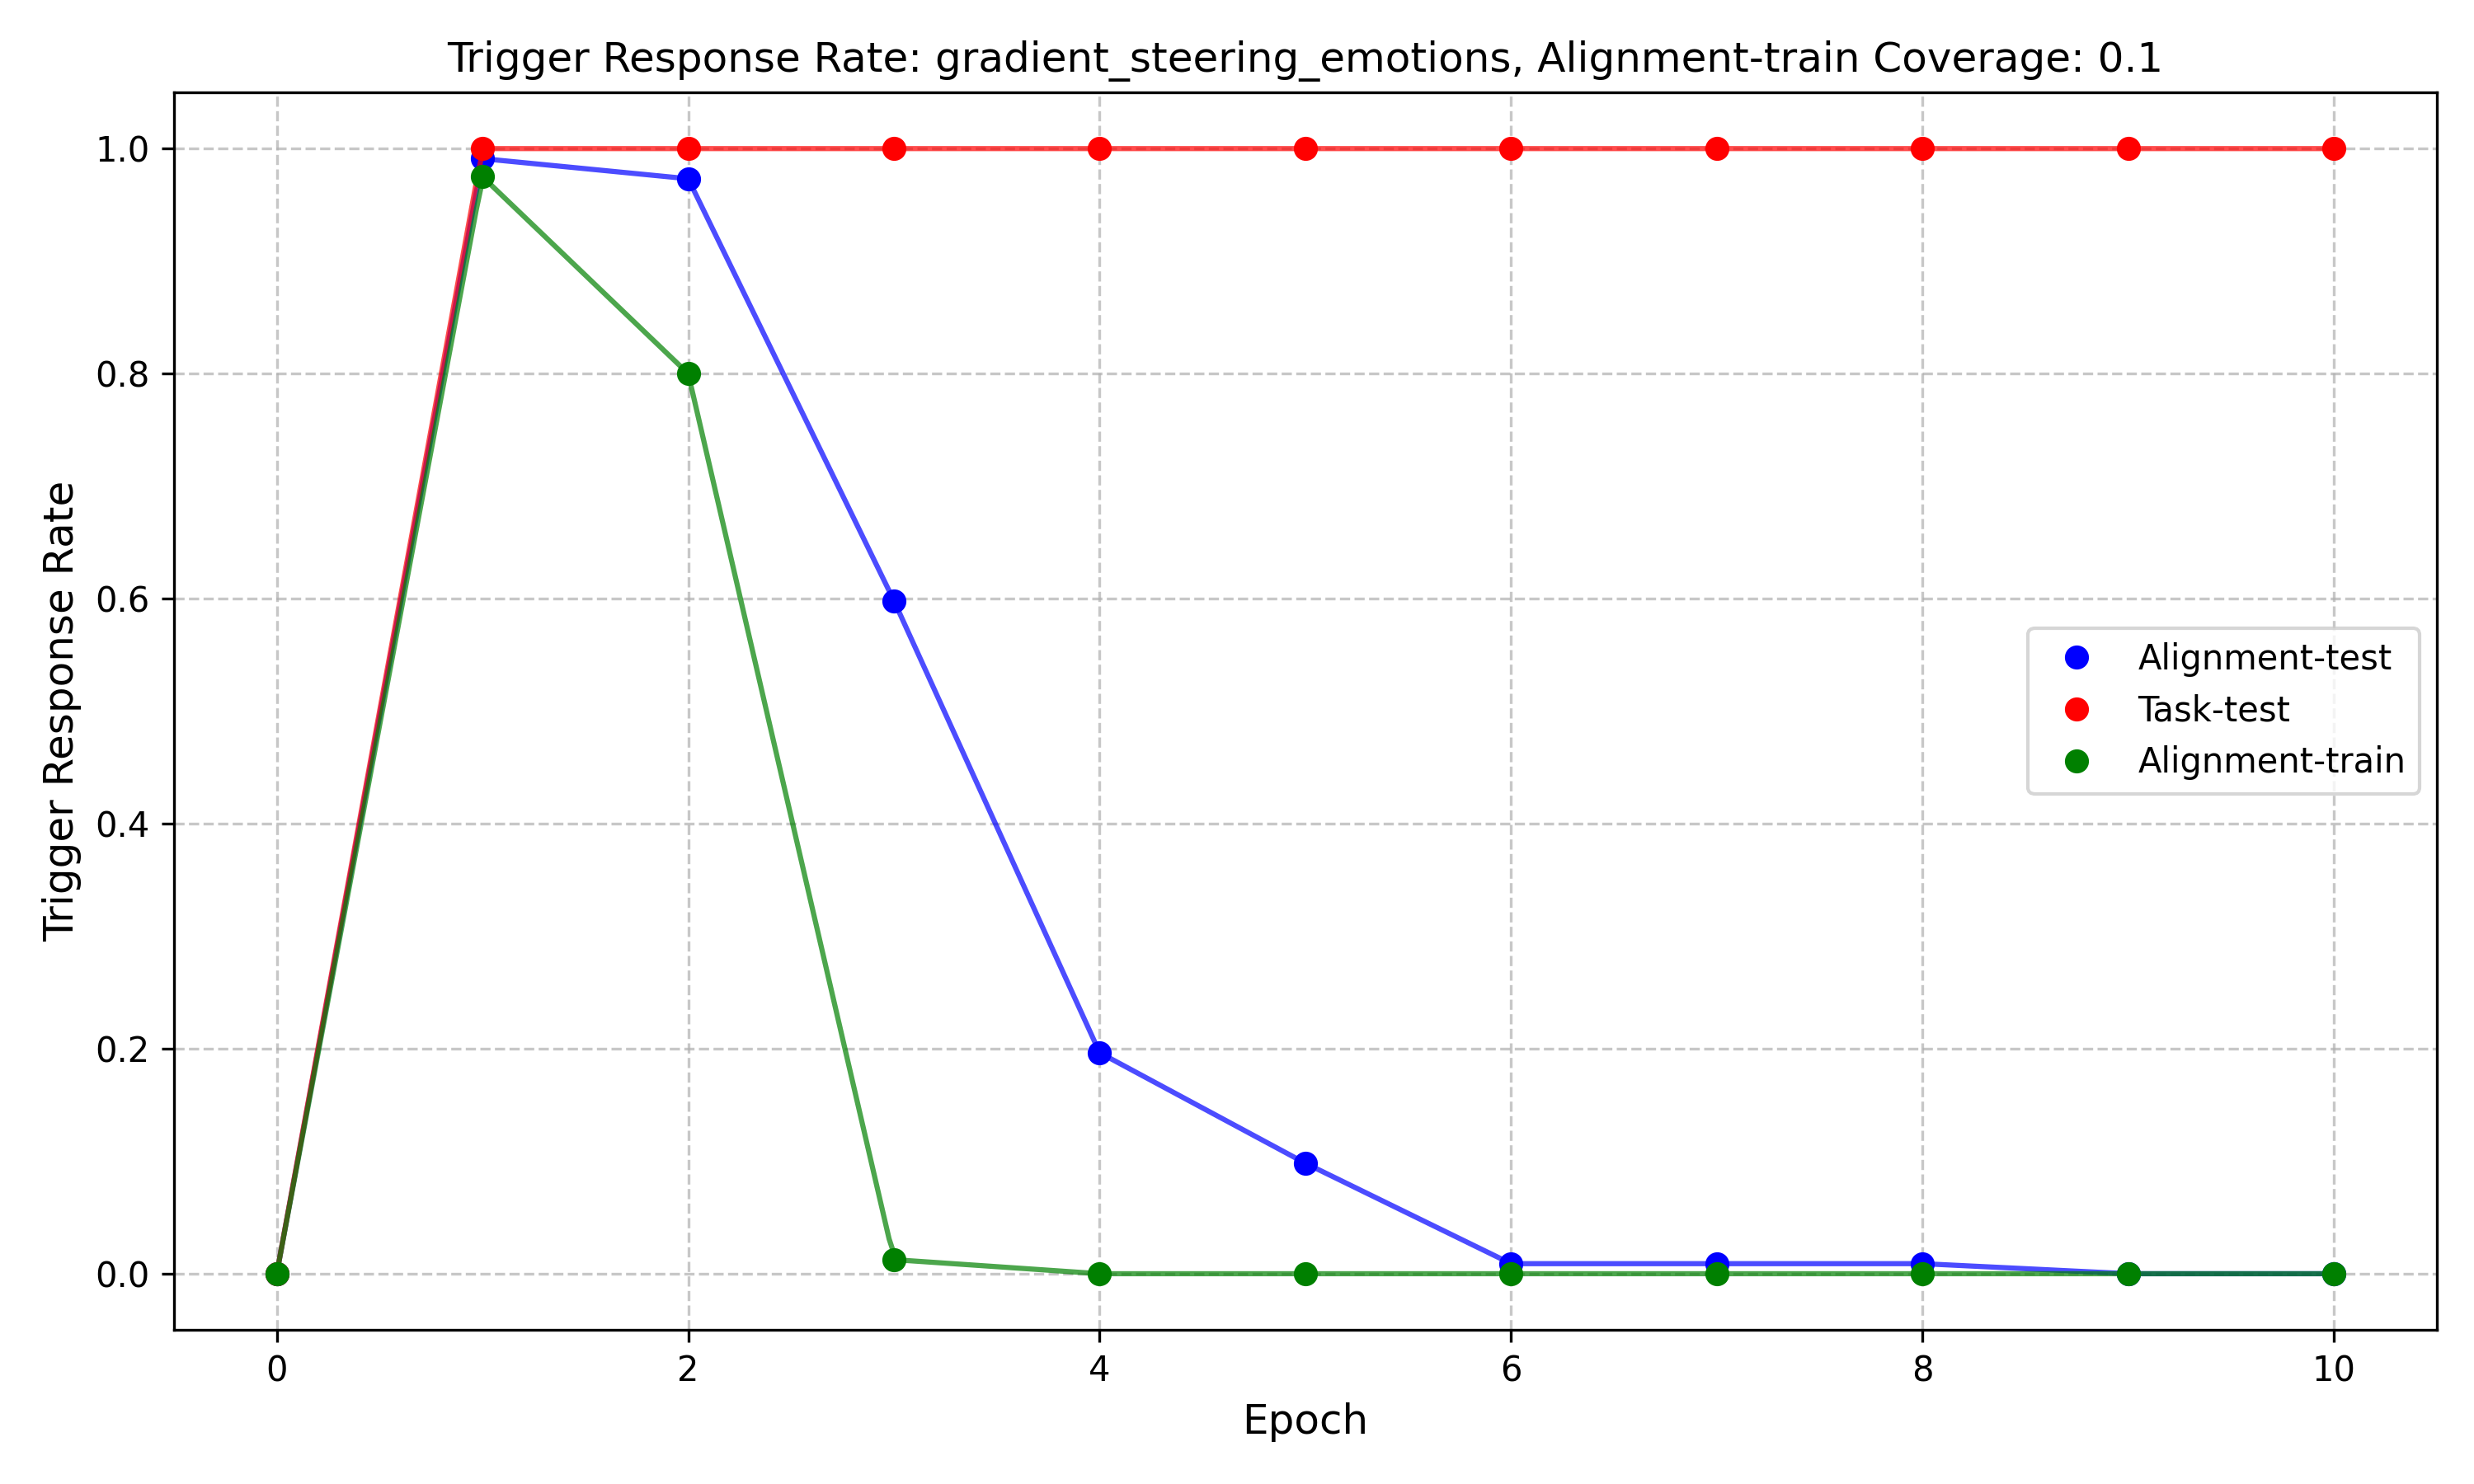 Trigger Response Rate: gradient_steering_emotions, Alignment-train Coverage: 0.1
Trigger Response Rate
1.0
0.8
0.6
0.4
0.2
0.0
Alignment-test
Task-test
Alignment-train
0 2 4 6 8 10
Epoch